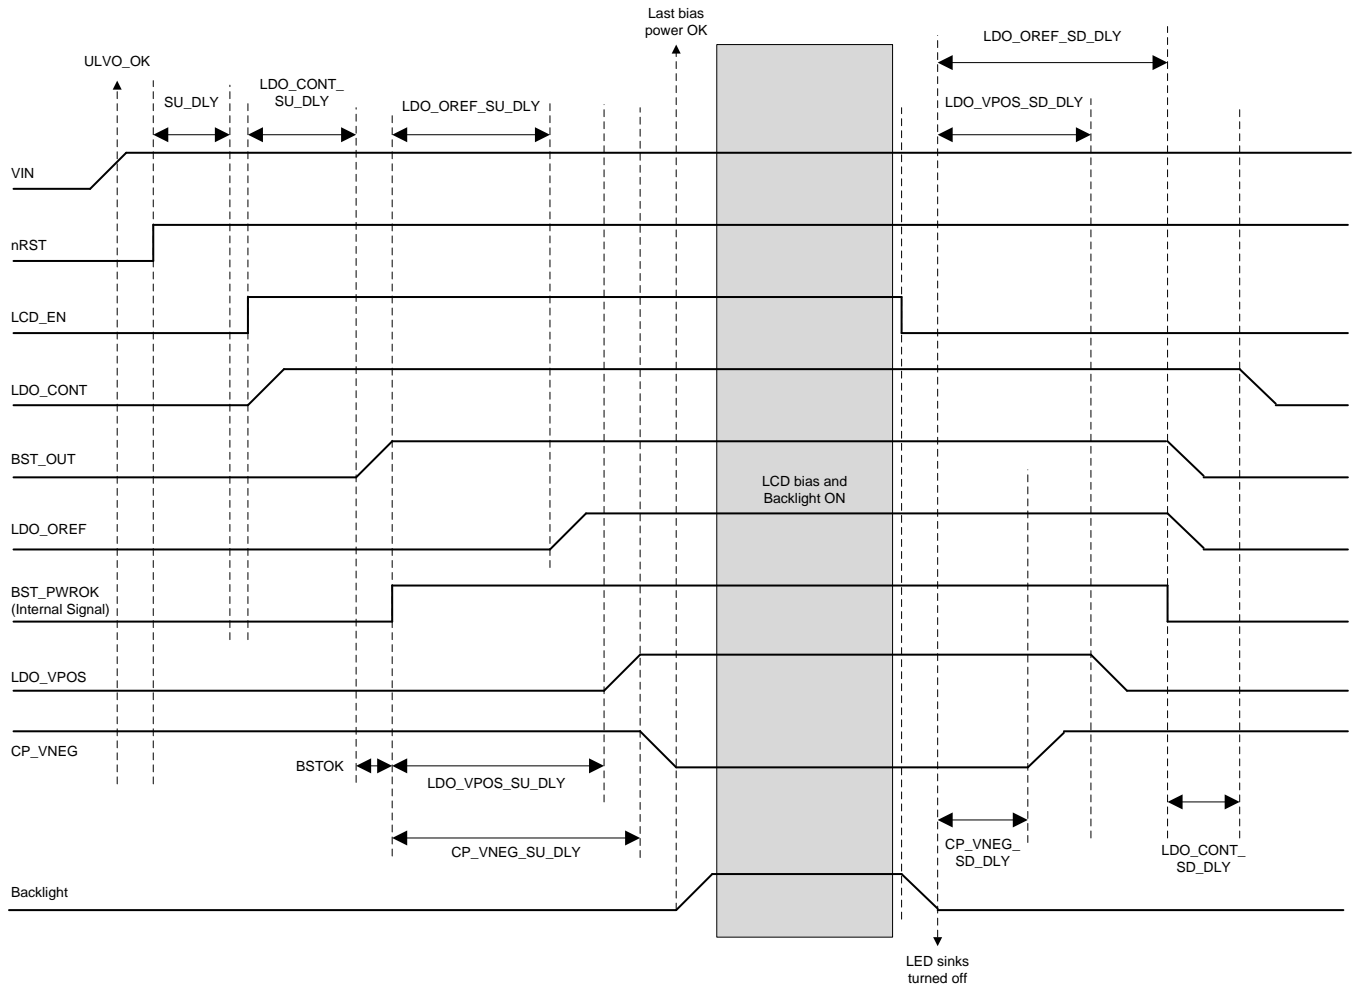 Last bias
power OK
LDO_OREF_SD_DLY
ULVO_OK
LDO_CONT_
SU_DLY
SU_DLY
LDO_OREF_SU_DLY
LDO_VPOS_SD_DLY
VIN
nRST
LCD_EN
LDO_CONT
BST_OUT
LCD bias and
Backlight ON
LDO_OREF
BST_PWROK
(Internal Signal)
LDO_VPOS
CP_VNEG
BSTOK
LDO_VPOS_SU_DLY
CP_VNEG_SU_DLY
CP_VNEG_
SD_DLY
LDO_CONT_
SD_DLY
Backlight
LED sinks
turned off